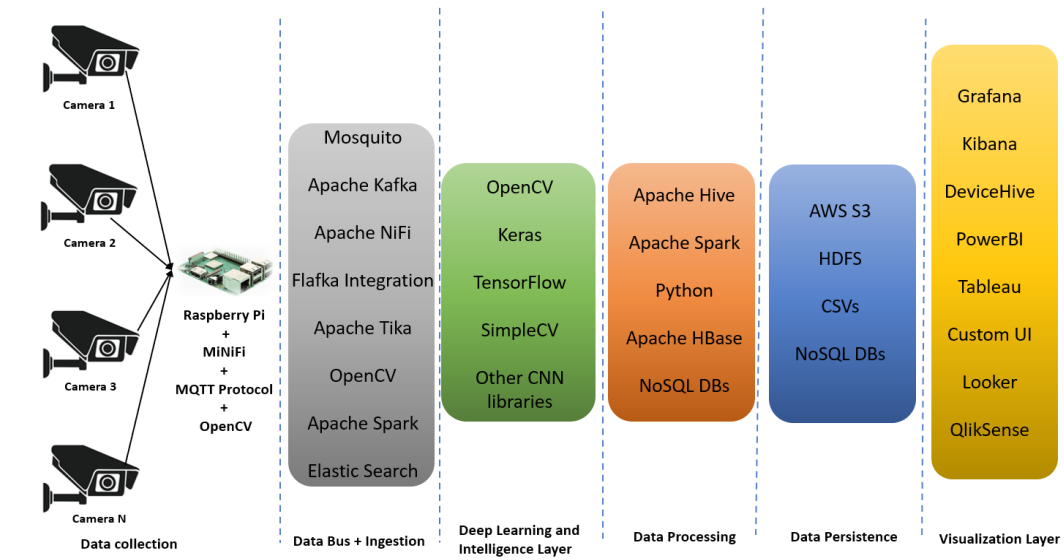 Camera 1
Camera 2
Camera 3
Camera N
Data collection
Raspberry Pi
+
MiNiFi
+
MQTT Protocol
+
OpenCV
Mosquito
Apache Kafka
Apache NiFi
Flafka Integration
Apache Tika
OpenCV
Apache Spark
Elastic Search
Data Bus + Ingestion
OpenCV
Keras
TensorFlow
SimpleCV
Other CNN
libraries
Deep Learning and
Intelligence Layer
Apache Hive
Apache Spark
Python
Apache HBase
NoSQL DBs
Data Processing
AWS S3
HDFS
CSVs
NoSQL DBs
Data Persistence
Grafana
Kibana
DeviceHive
PowerBI
Tableau
Custom UI
Looker
QlikSense
Visualization Layer